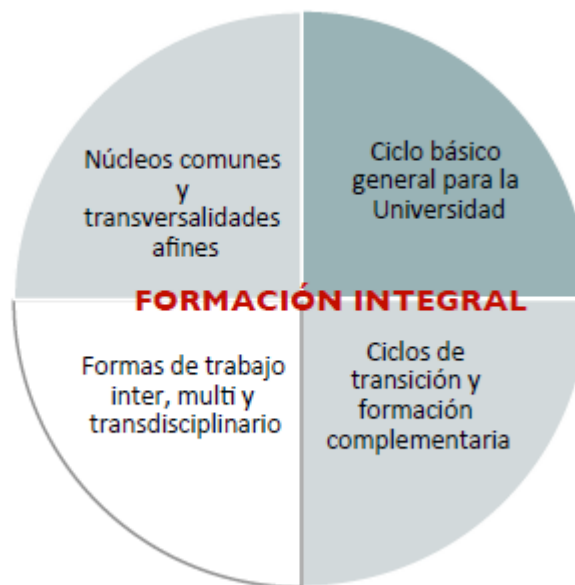 Núcleos comunes
y
transversalidades
afines
Ciclo básico
general para la
Universidad
FORMACIÓN INTEGRAL
Formas de trabajo
inter, multi y
transdisciplinario
Ciclos de
transición y
formación
complementaria